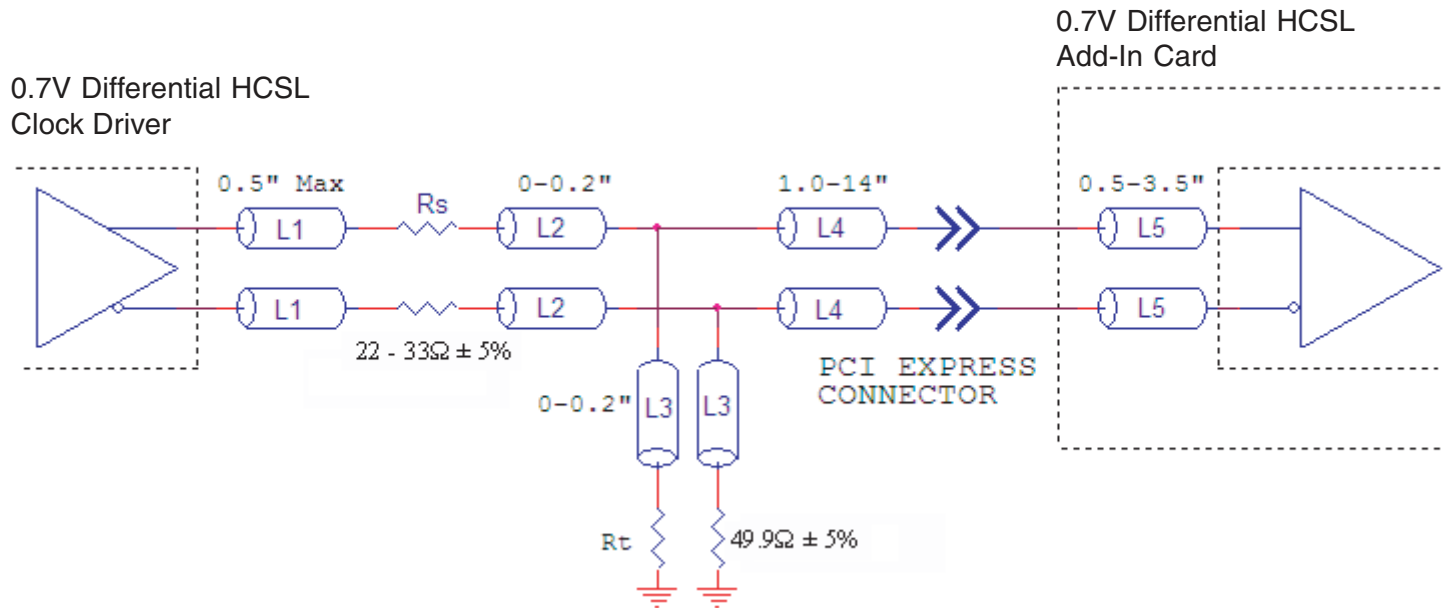 0.7V Differential HCSL
Add-In Card
0.7V Differential HCSL
Clock Driver
0.5" Max
0-0.2"
1.0-14"
0.5-3.5"
L1
Rs
L2
L4
L5
L1
L2
L4
L5
22 - 33Ω ± 5%
PCI EXPRESS
CONNECTOR
0-0.2"
L3
L3
Rt
49.9Ω ± 5%